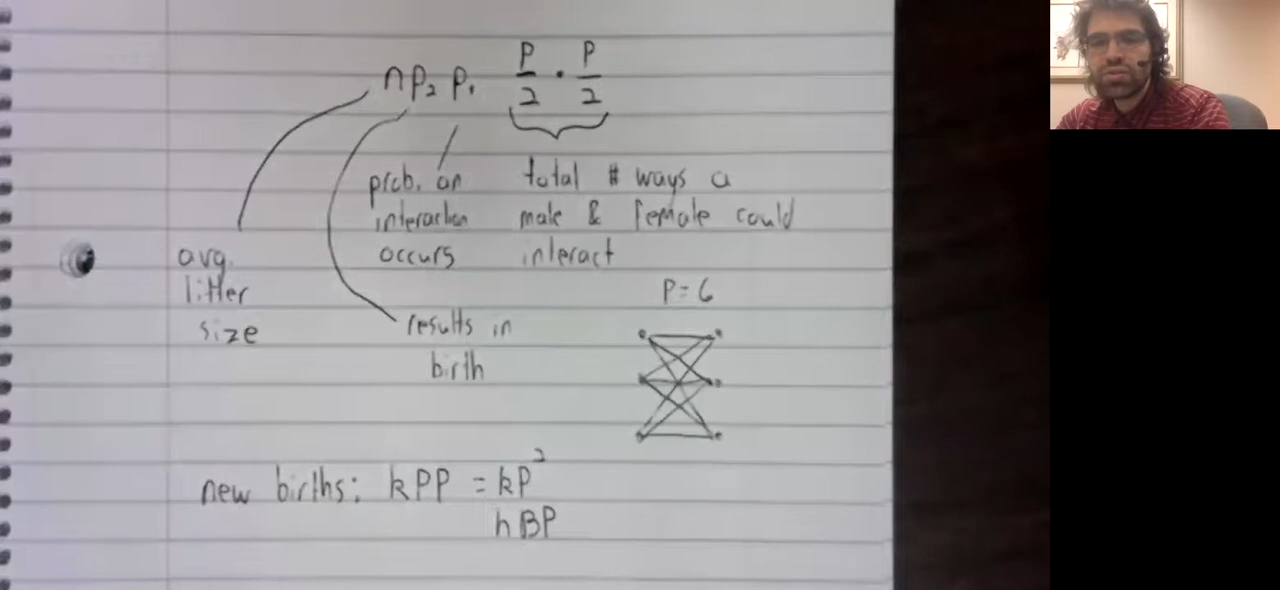 n p₂ p₁ P/2 · P/2
prob. an total # ways a
interaction male & female could
occurs interact
avg.
litter
size
P = 6
results in
birth
new births: kPP = kP²
hBP